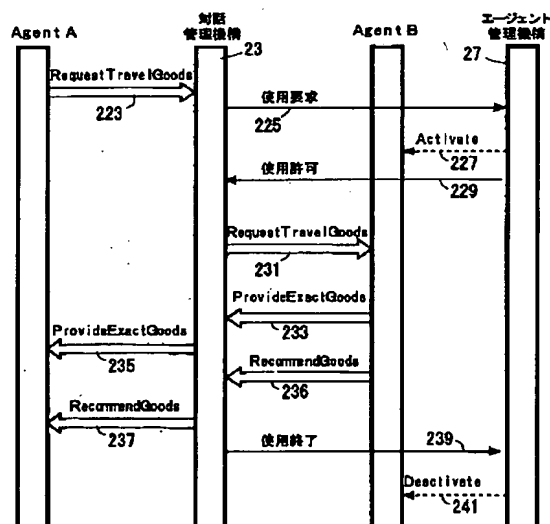 Agent A
対話
管理機構
23
Agent B
エージェント
管理機構
27
RequestTravelGoods
223
使用要求
225
Activate
227
使用許可
229
RequestTravelGoods
231
ProvideExactGoods
233
ProvideExactGoods
235
RecommendGoods
236
RecommendGoods
237
使用終了
239
Deactivate
241